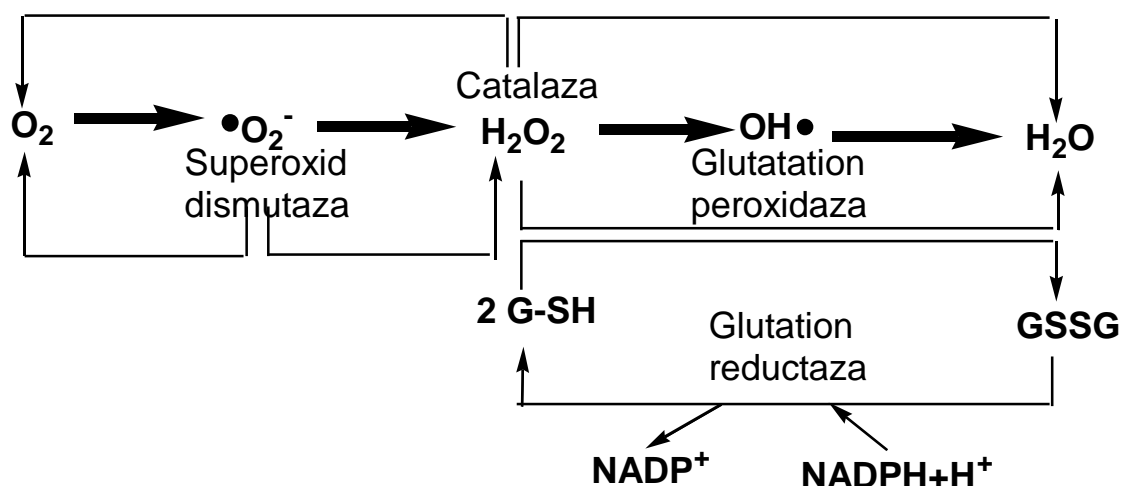 Catalaza
O₂ •O₂⁻ H₂O₂ OH• H₂O
Superoxid
dismutaza
Glutatation
peroxidaza
2 G-SH
Glutation
reductaza
GSSG
NADP⁺ NADPH+H⁺